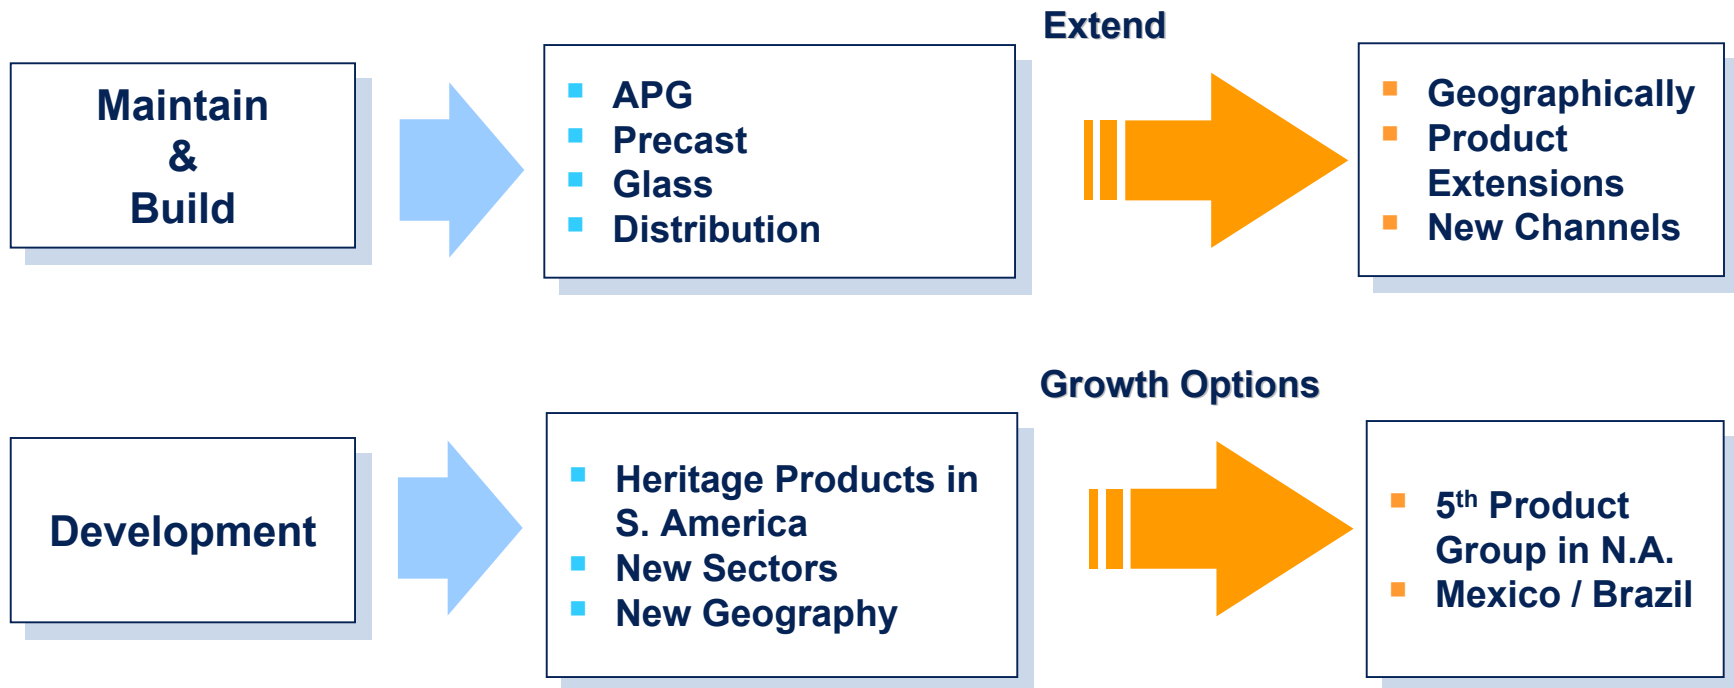 Extend
Maintain
&
Build
APG
Precast
Glass
Distribution
Geographically
Product
Extensions
New Channels
Growth Options
Development
Heritage Products in
S. America
New Sectors
New Geography
5th Product
Group in N.A.
Mexico / Brazil